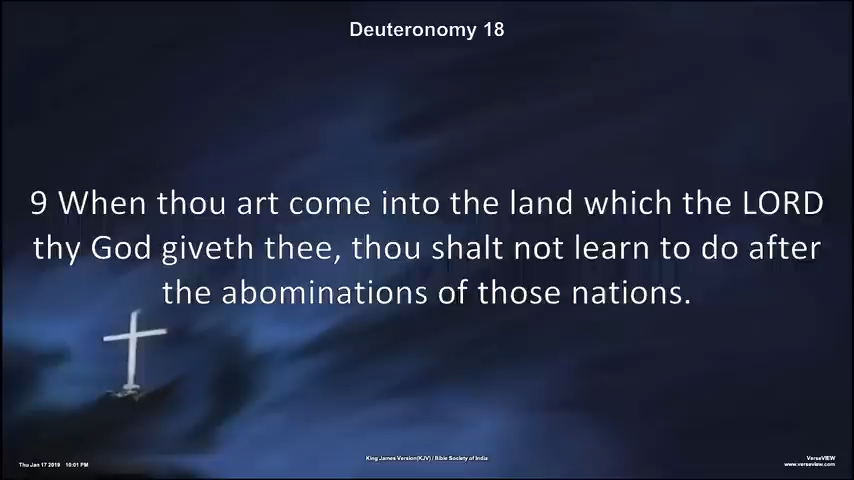 Deuteronomy 18
9 When thou art come into the land which the LORD
thy God giveth thee, thou shalt not learn to do after
the abominations of those nations.
Thu Jan 17 2019 10:01 PM
King James Version(KJV) / Bible Society of India
VerseVIEW
www.verseview.com